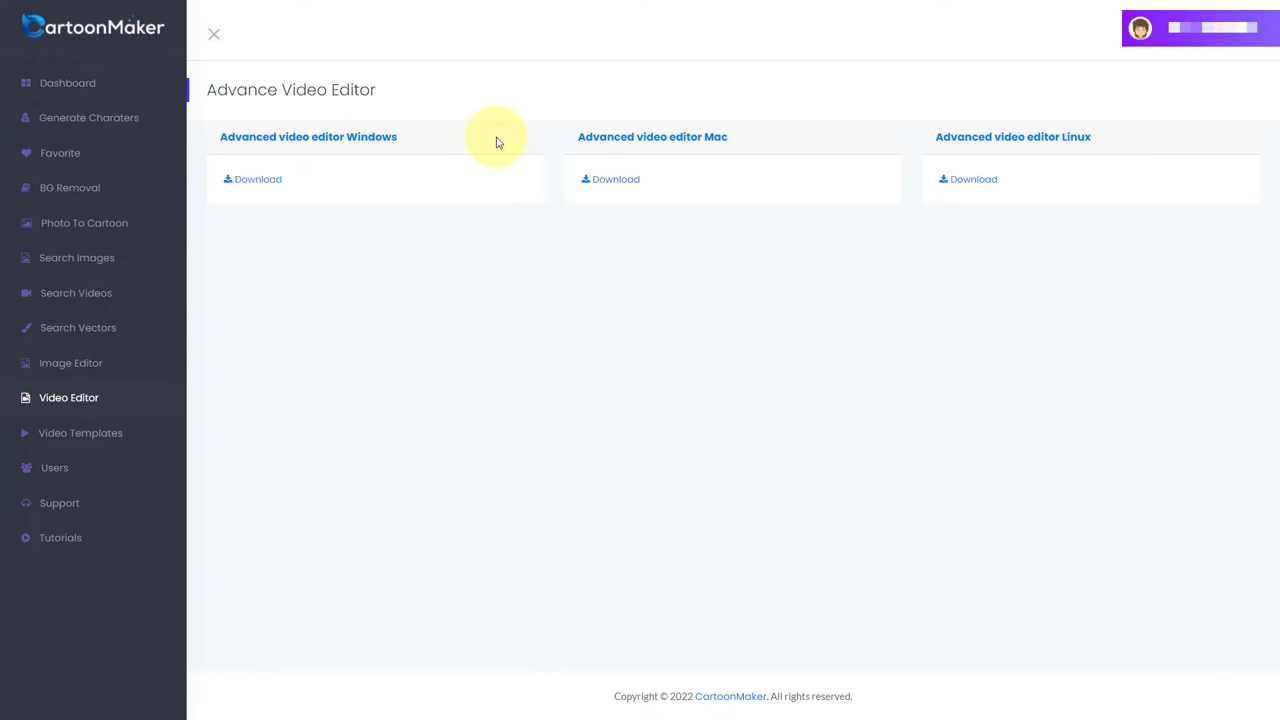 CartoonMaker
Dashboard
Generate Charaters
Favorite
BG Removal
Photo To Cartoon
Search Images
Search Videos
Search Vectors
Image Editor
Video Editor
Video Templates
Users
Support
Tutorials
Advance Video Editor
Advanced video editor Windows
Download
Advanced video editor Mac
Download
Advanced video editor Linux
Download
Copyright © 2022 CartoonMaker. All rights reserved.